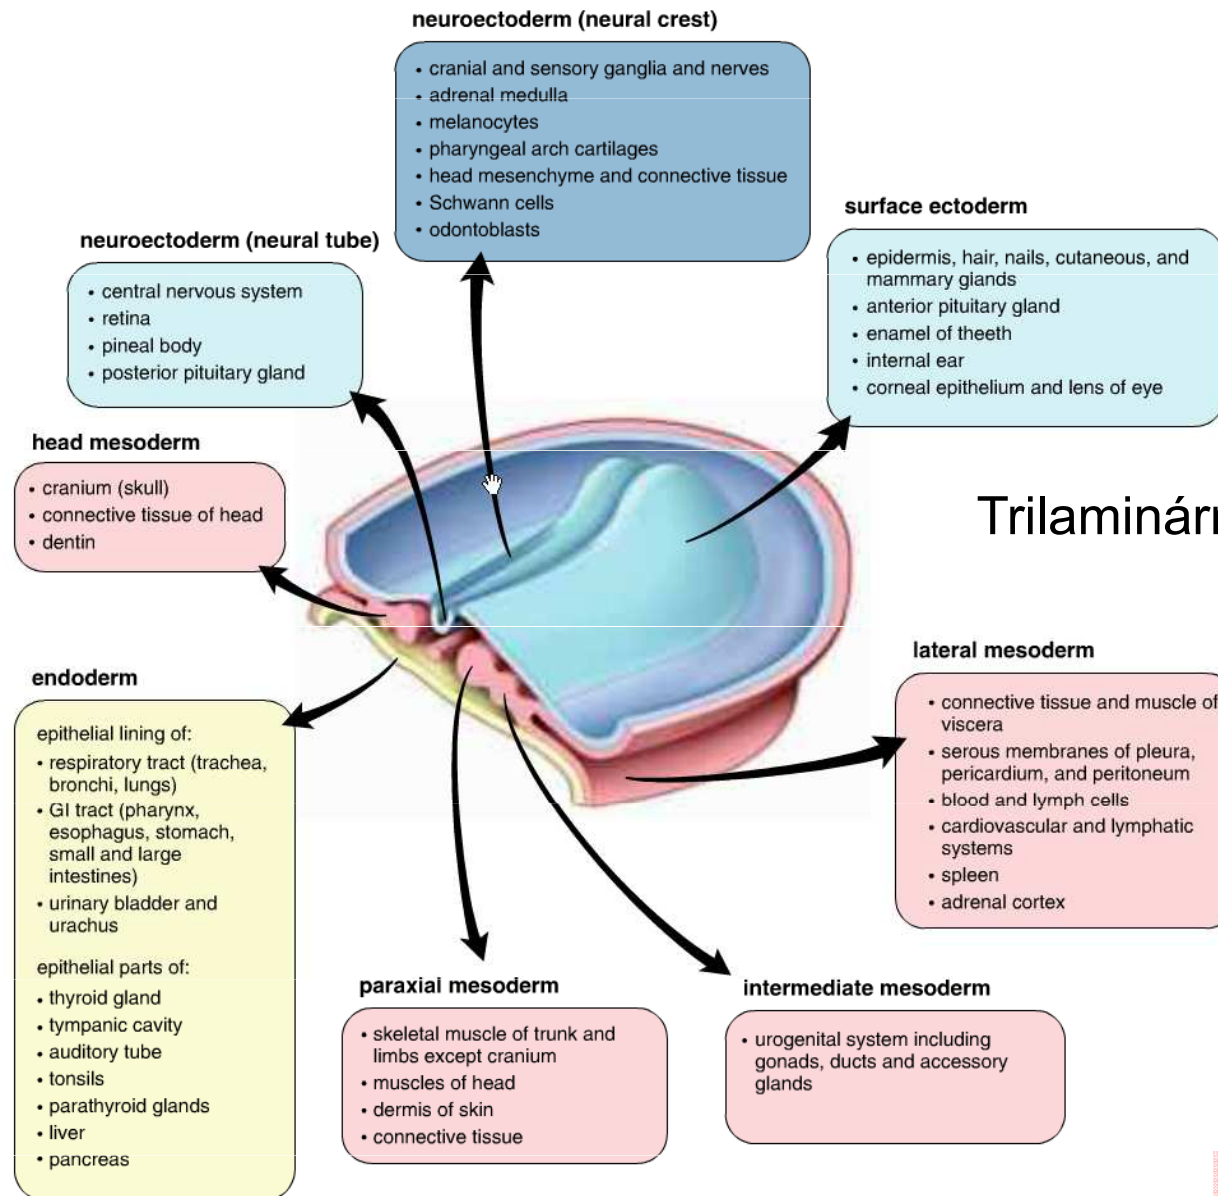 neuroectoderm (neural crest)
• cranial and sensory ganglia and nerves
• adrenal medulla
• melanocytes
• pharyngeal arch cartilages
• head mesenchyme and connective tissue
• Schwann cells
• odontoblasts
surface ectoderm
• epidermis, hair, nails, cutaneous, and
mammary glands
• anterior pituitary gland
• enamel of theeth
• internal ear
• corneal epithelium and lens of eye
neuroectoderm (neural tube)
• central nervous system
• retina
• pineal body
• posterior pituitary gland
head mesoderm
• cranium (skull)
• connective tissue of head
• dentin
Trilaminárn
endoderm
epithelial lining of:
• respiratory tract (trachea,
bronchi, lungs)
• GI tract (pharynx,
esophagus, stomach,
small and large
intestines)
• urinary bladder and
urachus
epithelial parts of:
• thyroid gland
• tympanic cavity
• auditory tube
• tonsils
• parathyroid glands
• liver
• pancreas
lateral mesoderm
• connective tissue and muscle of
viscera
• serous membranes of pleura,
pericardium, and peritoneum
• blood and lymph cells
• cardiovascular and lymphatic
systems
• spleen
• adrenal cortex
paraxial mesoderm
• skeletal muscle of trunk and
limbs except cranium
• muscles of head
• dermis of skin
• connective tissue
intermediate mesoderm
• urogenital system including
gonads, ducts and accessory
glands